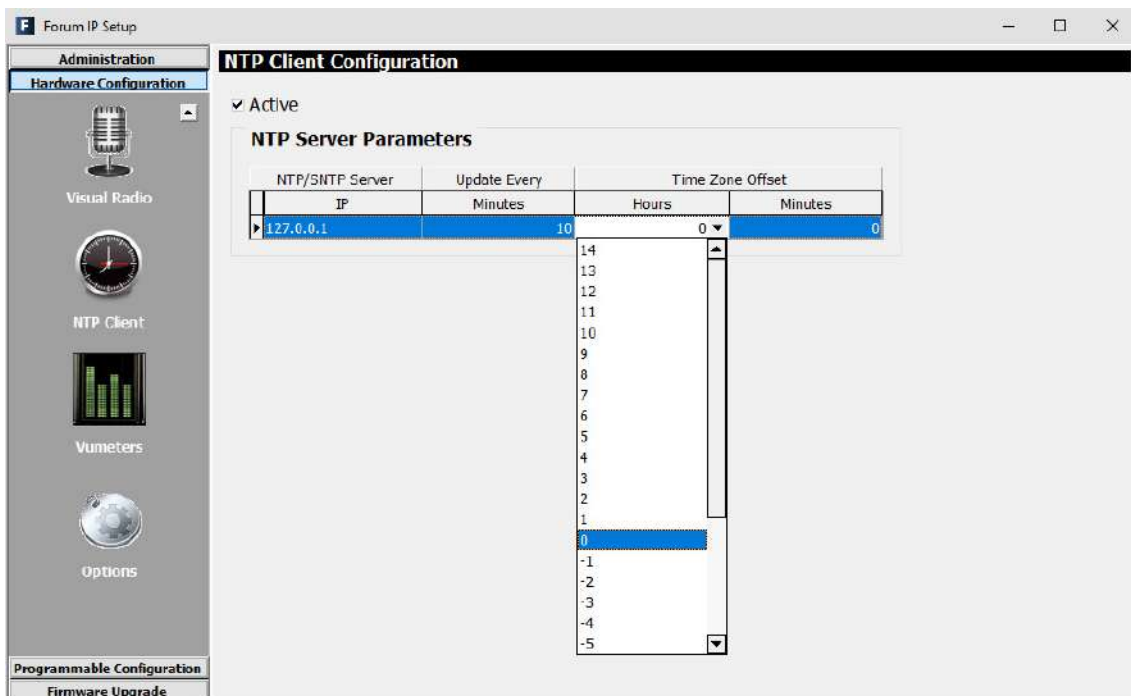 Forum IP Setup
Administration
Hardware Configuration
Visual Radio
NTP Client
Vumeters
Options
Programmable Configuration
Firmware Upgrade
NTP Client Configuration
Active
NTP Server Parameters
NTP/SNTP Server Update Every Time Zone Offset
IP Minutes Hours Minutes
127.0.0.1 10 0 0
14
13
12
11
10
9
8
7
6
5
4
3
2
1
0
-1
-2
-3
-4
-5